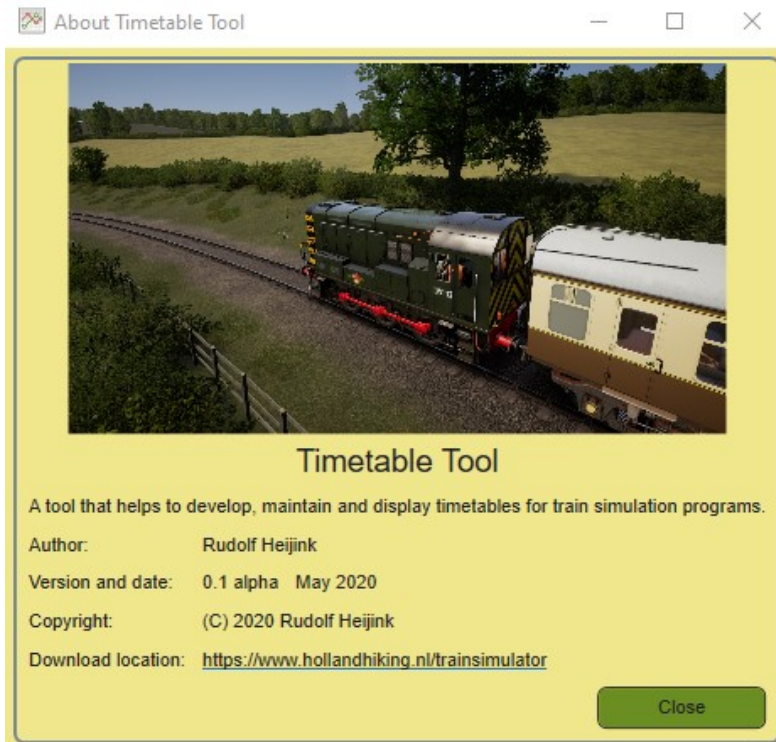 About Timetable Tool
Timetable Tool
A tool that helps to develop, maintain and display timetables for train simulation programs.
Author: Rudolf Heijink
Version and date: 0.1 alpha May 2020
Copyright: (C) 2020 Rudolf Heijink
Download location: https://www.hollandhiking.nl/trainsimulator
Close